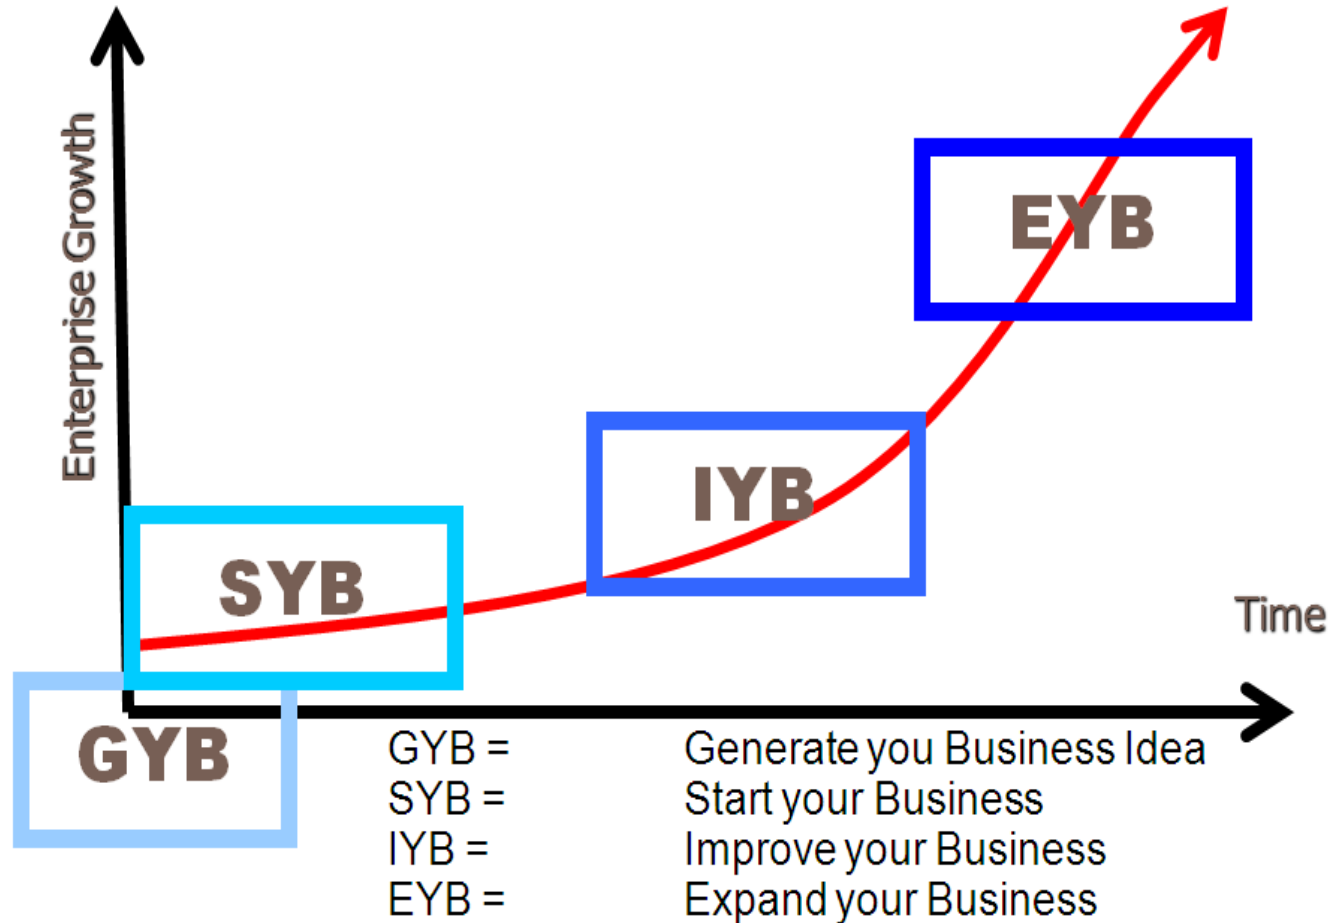 Enterprise Growth
EYB
IYB
SYB
Time
GYB
GYB = Generate you Business Idea
SYB = Start your Business
IYB = Improve your Business
EYB = Expand your Business